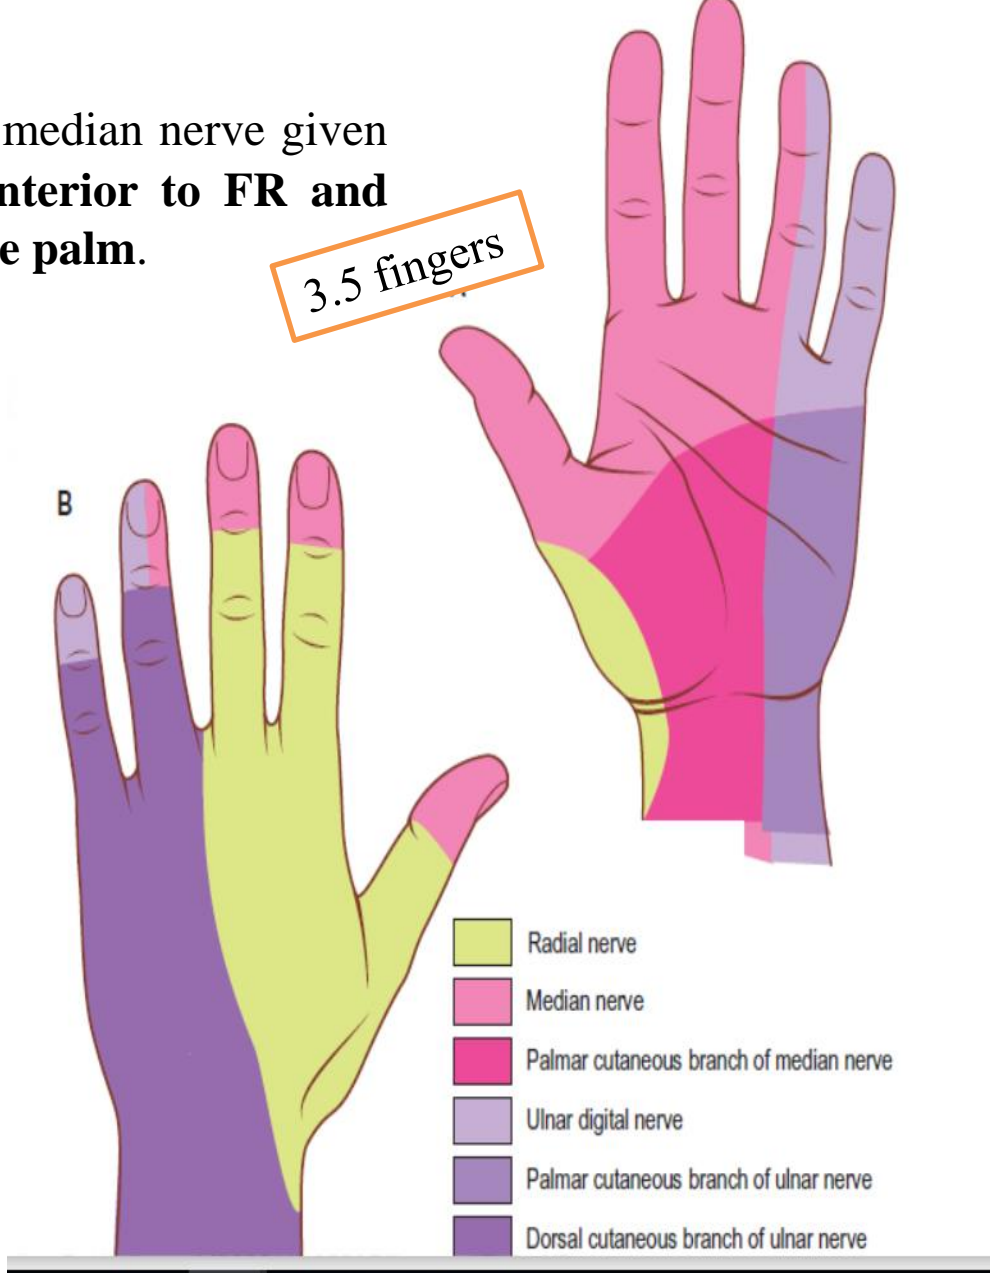 median nerve given
nterior to FR and
e palm.
3.5 fingers
B
Radial nerve
Median nerve
Palmar cutaneous branch of median nerve
Ulnar digital nerve
Palmar cutaneous branch of ulnar nerve
Dorsal cutaneous branch of ulnar nerve